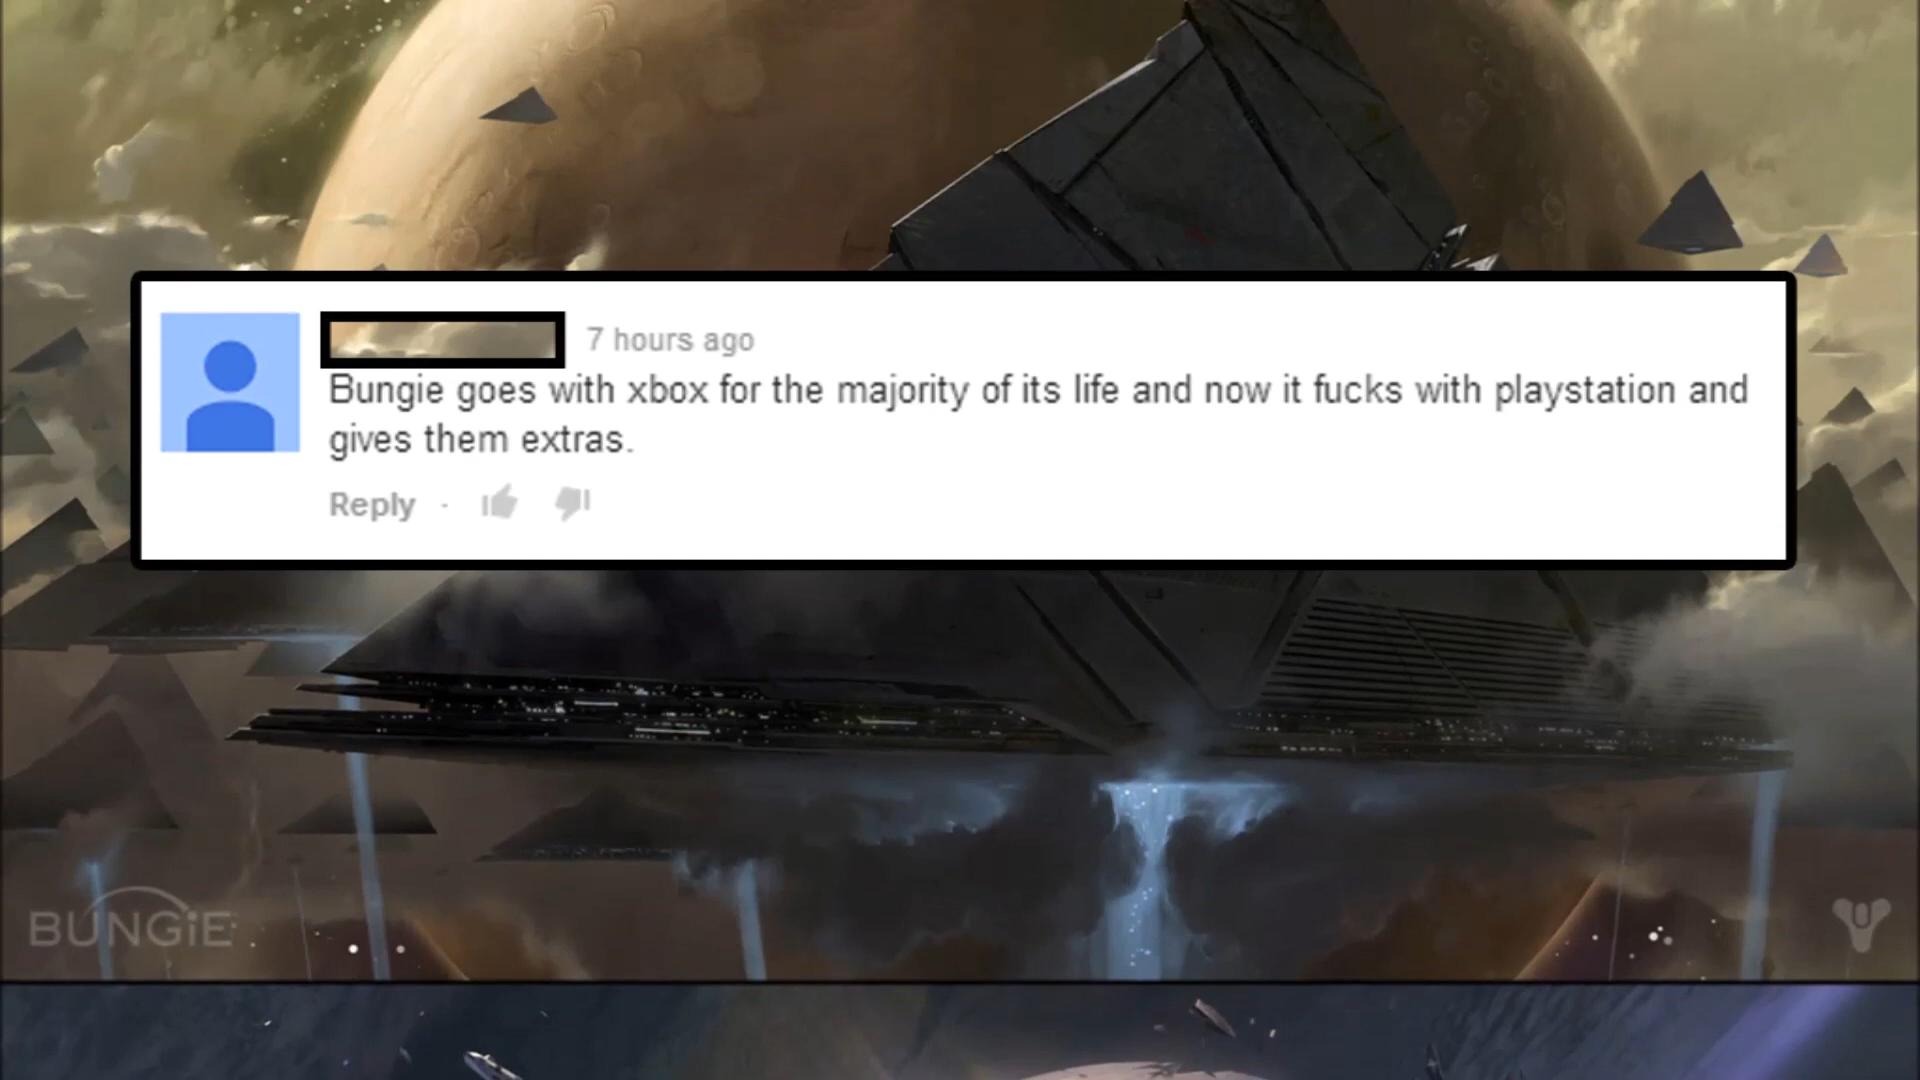 7 hours ago
Bungie goes with xbox for the majority of its life and now it fucks with playstation and
gives them extras.
Reply ·
BUNGiE